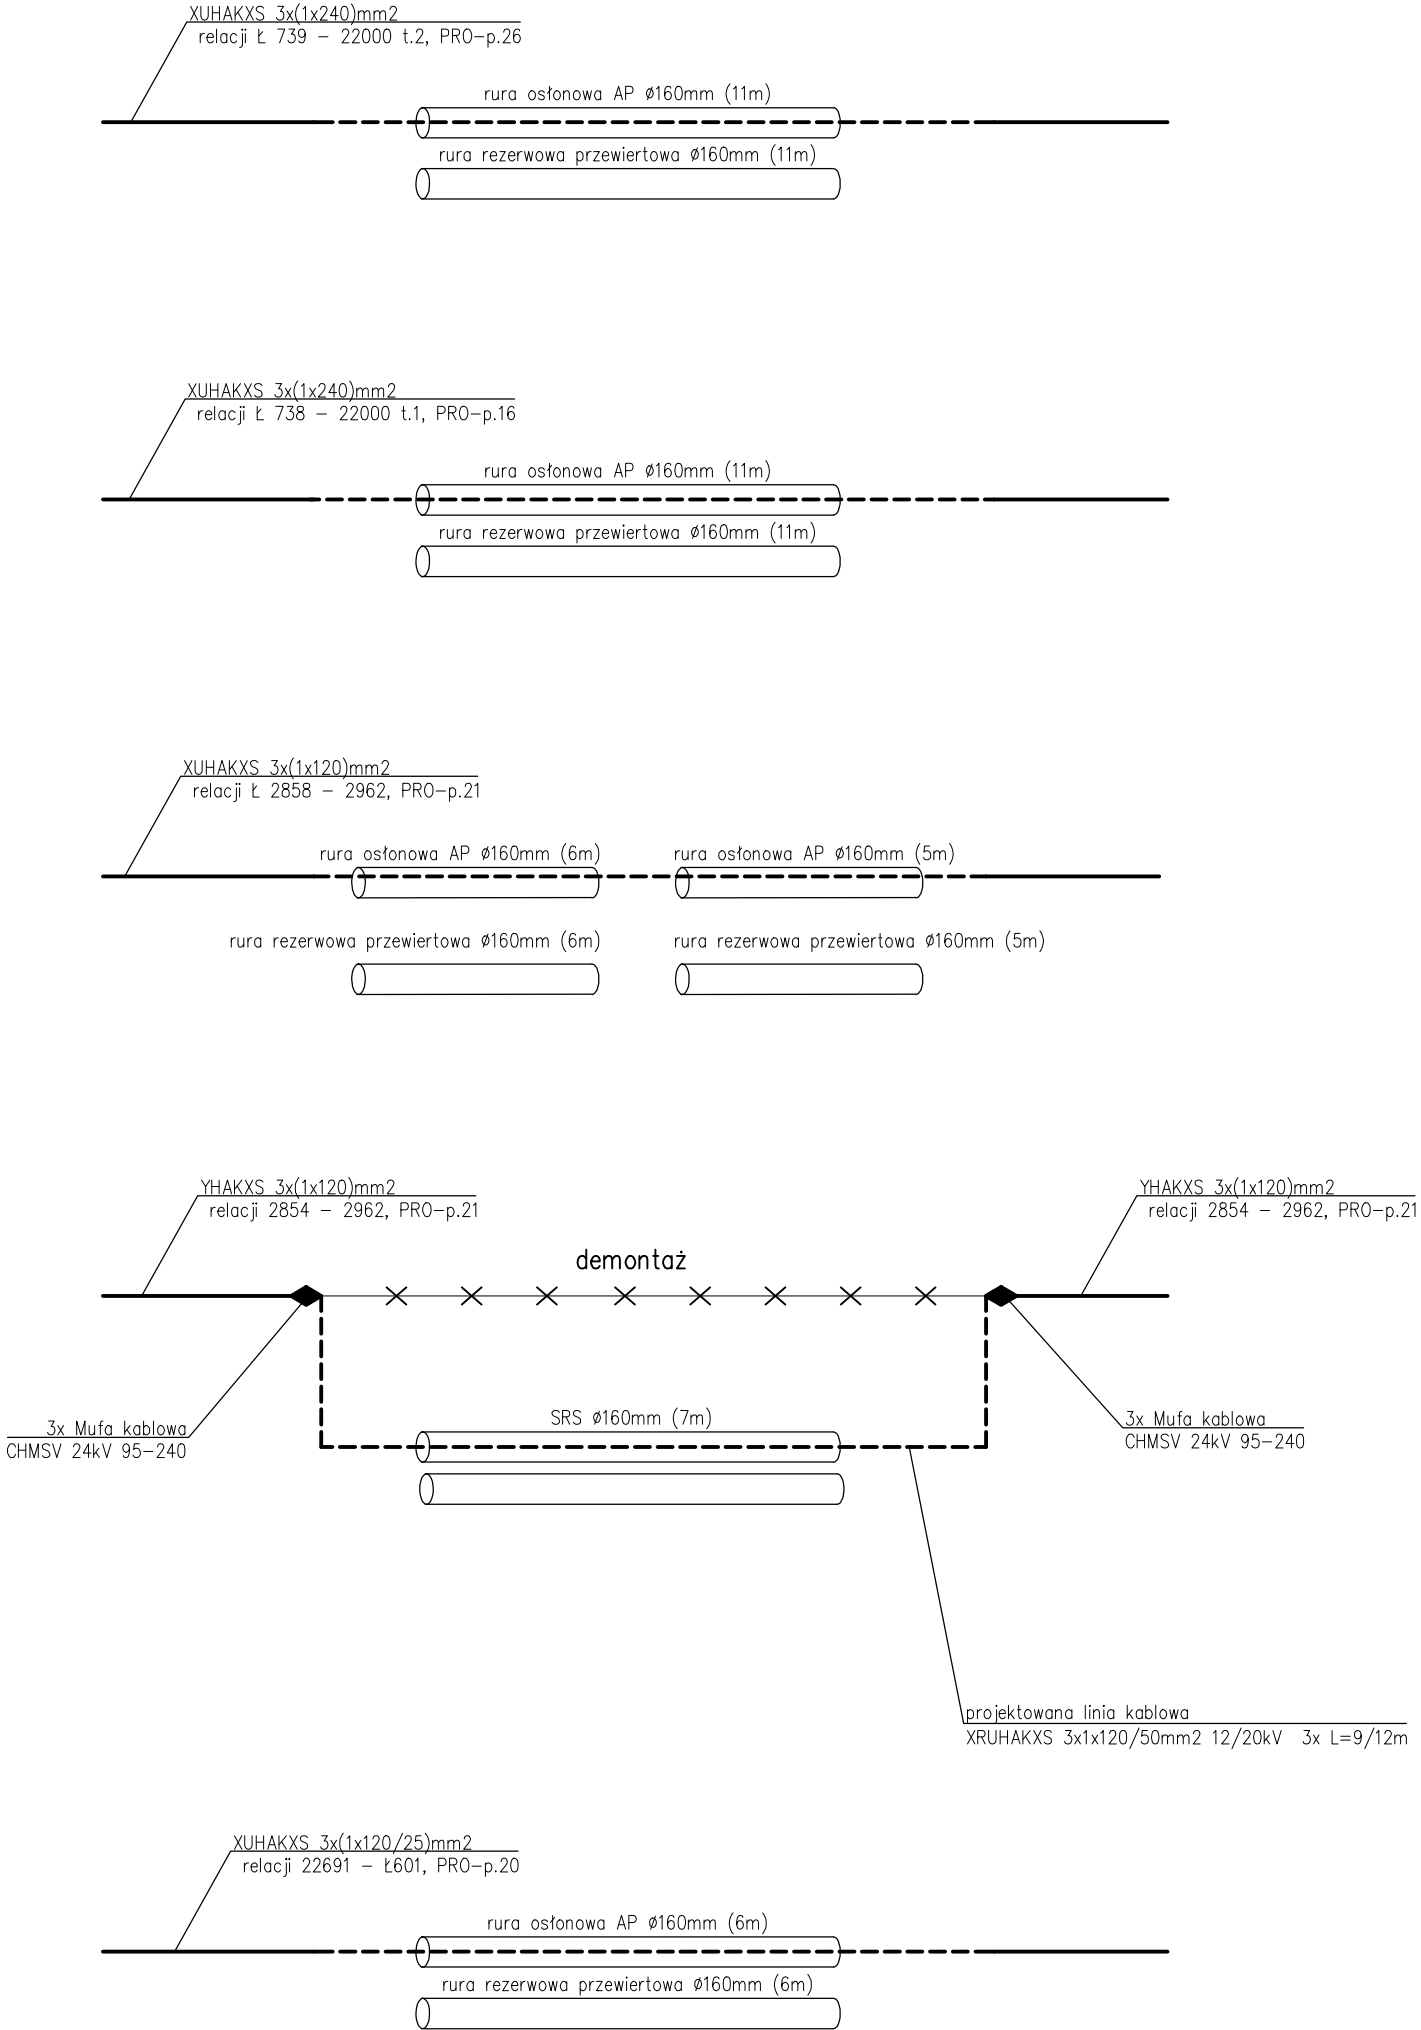 XUHAKXS 3x(1x240)mm2
relacji Ł 739 – 22000 t.2, PRO–p.26
rura osłonowa AP ø160mm (11m)
rura rezerwowa przewiertowa ø160mm (11m)
XUHAKXS 3x(1x240)mm2
relacji Ł 738 – 22000 t.1, PRO–p.16
rura osłonowa AP ø160mm (11m)
rura rezerwowa przewiertowa ø160mm (11m)
XUHAKXS 3x(1x120)mm2
relacji Ł 2858 – 2962, PRO–p.21
rura osłonowa AP ø160mm (6m)
rura osłonowa AP ø160mm (5m)
rura rezerwowa przewiertowa ø160mm (6m)
rura rezerwowa przewiertowa ø160mm (5m)
YHAKXS 3x(1x120)mm2
relacji 2854 – 2962, PRO–p.21
YHAKXS 3x(1x120)mm2
relacji 2854 – 2962, PRO–p.21
demontaż
3x Mufa kablowa
CHMSV 24kV 95–240
SRS ø160mm (7m)
3x Mufa kablowa
CHMSV 24kV 95–240
projektowana linia kablowa
XRUHAKXS 3x1x120/50mm2 12/20kV 3x L=9/12m
XUHAKXS 3x(1x120/25)mm2
relacji 22691 – Ł601, PRO–p.20
rura osłonowa AP ø160mm (6m)
rura rezerwowa przewiertowa ø160mm (6m)